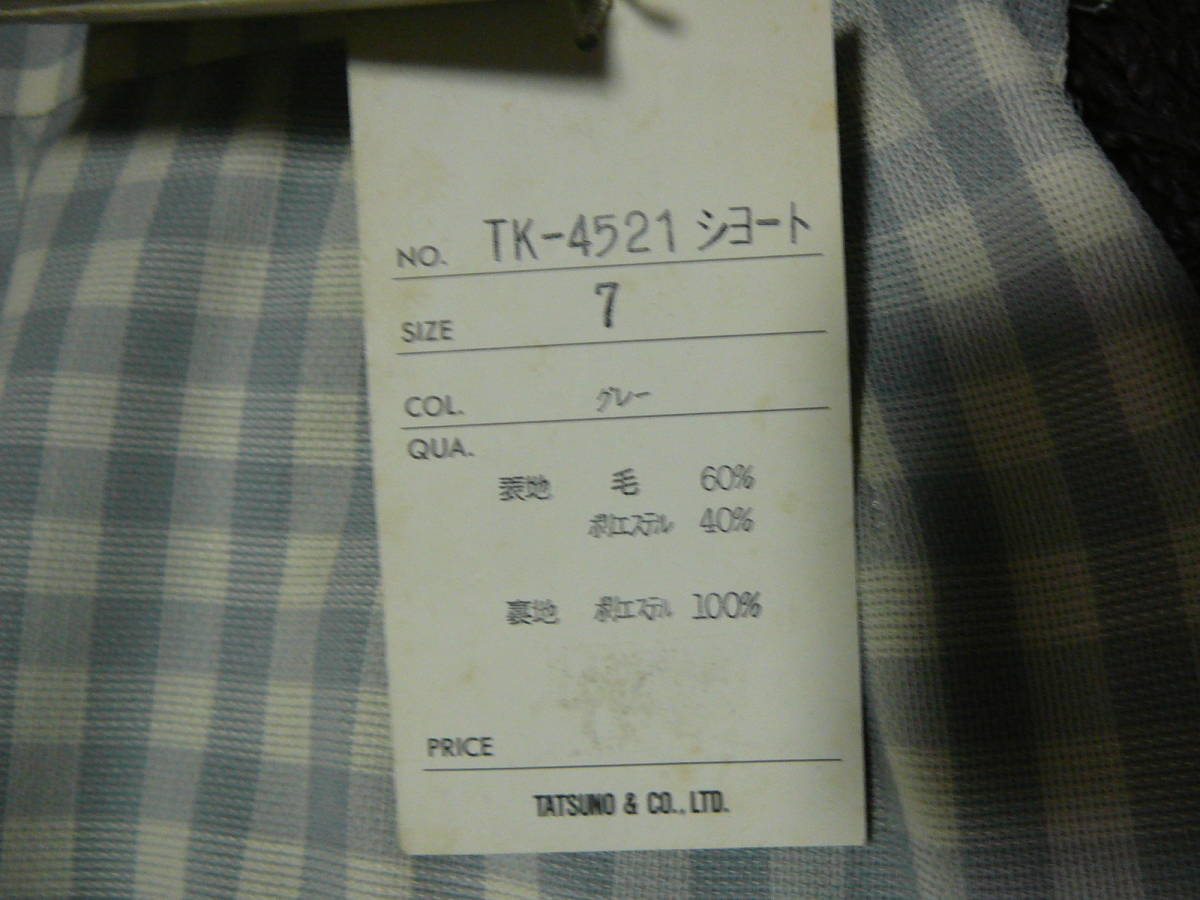 NO. TK-4521 シヨート
SIZE 7
COL. グレー
QUA.
表地 毛 60%
ポリエステル 40%
裏地 ポリエステル 100%
PRICE
TATSUNO & CO., LTD.